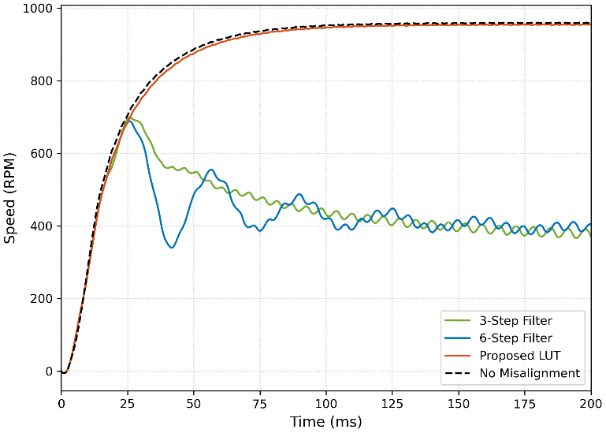 1000
800
600
400
200
0
Speed (RPM)
0 25 50 75 100 125 150 175 200
Time (ms)
3-Step Filter
6-Step Filter
Proposed LUT
No Misalignment